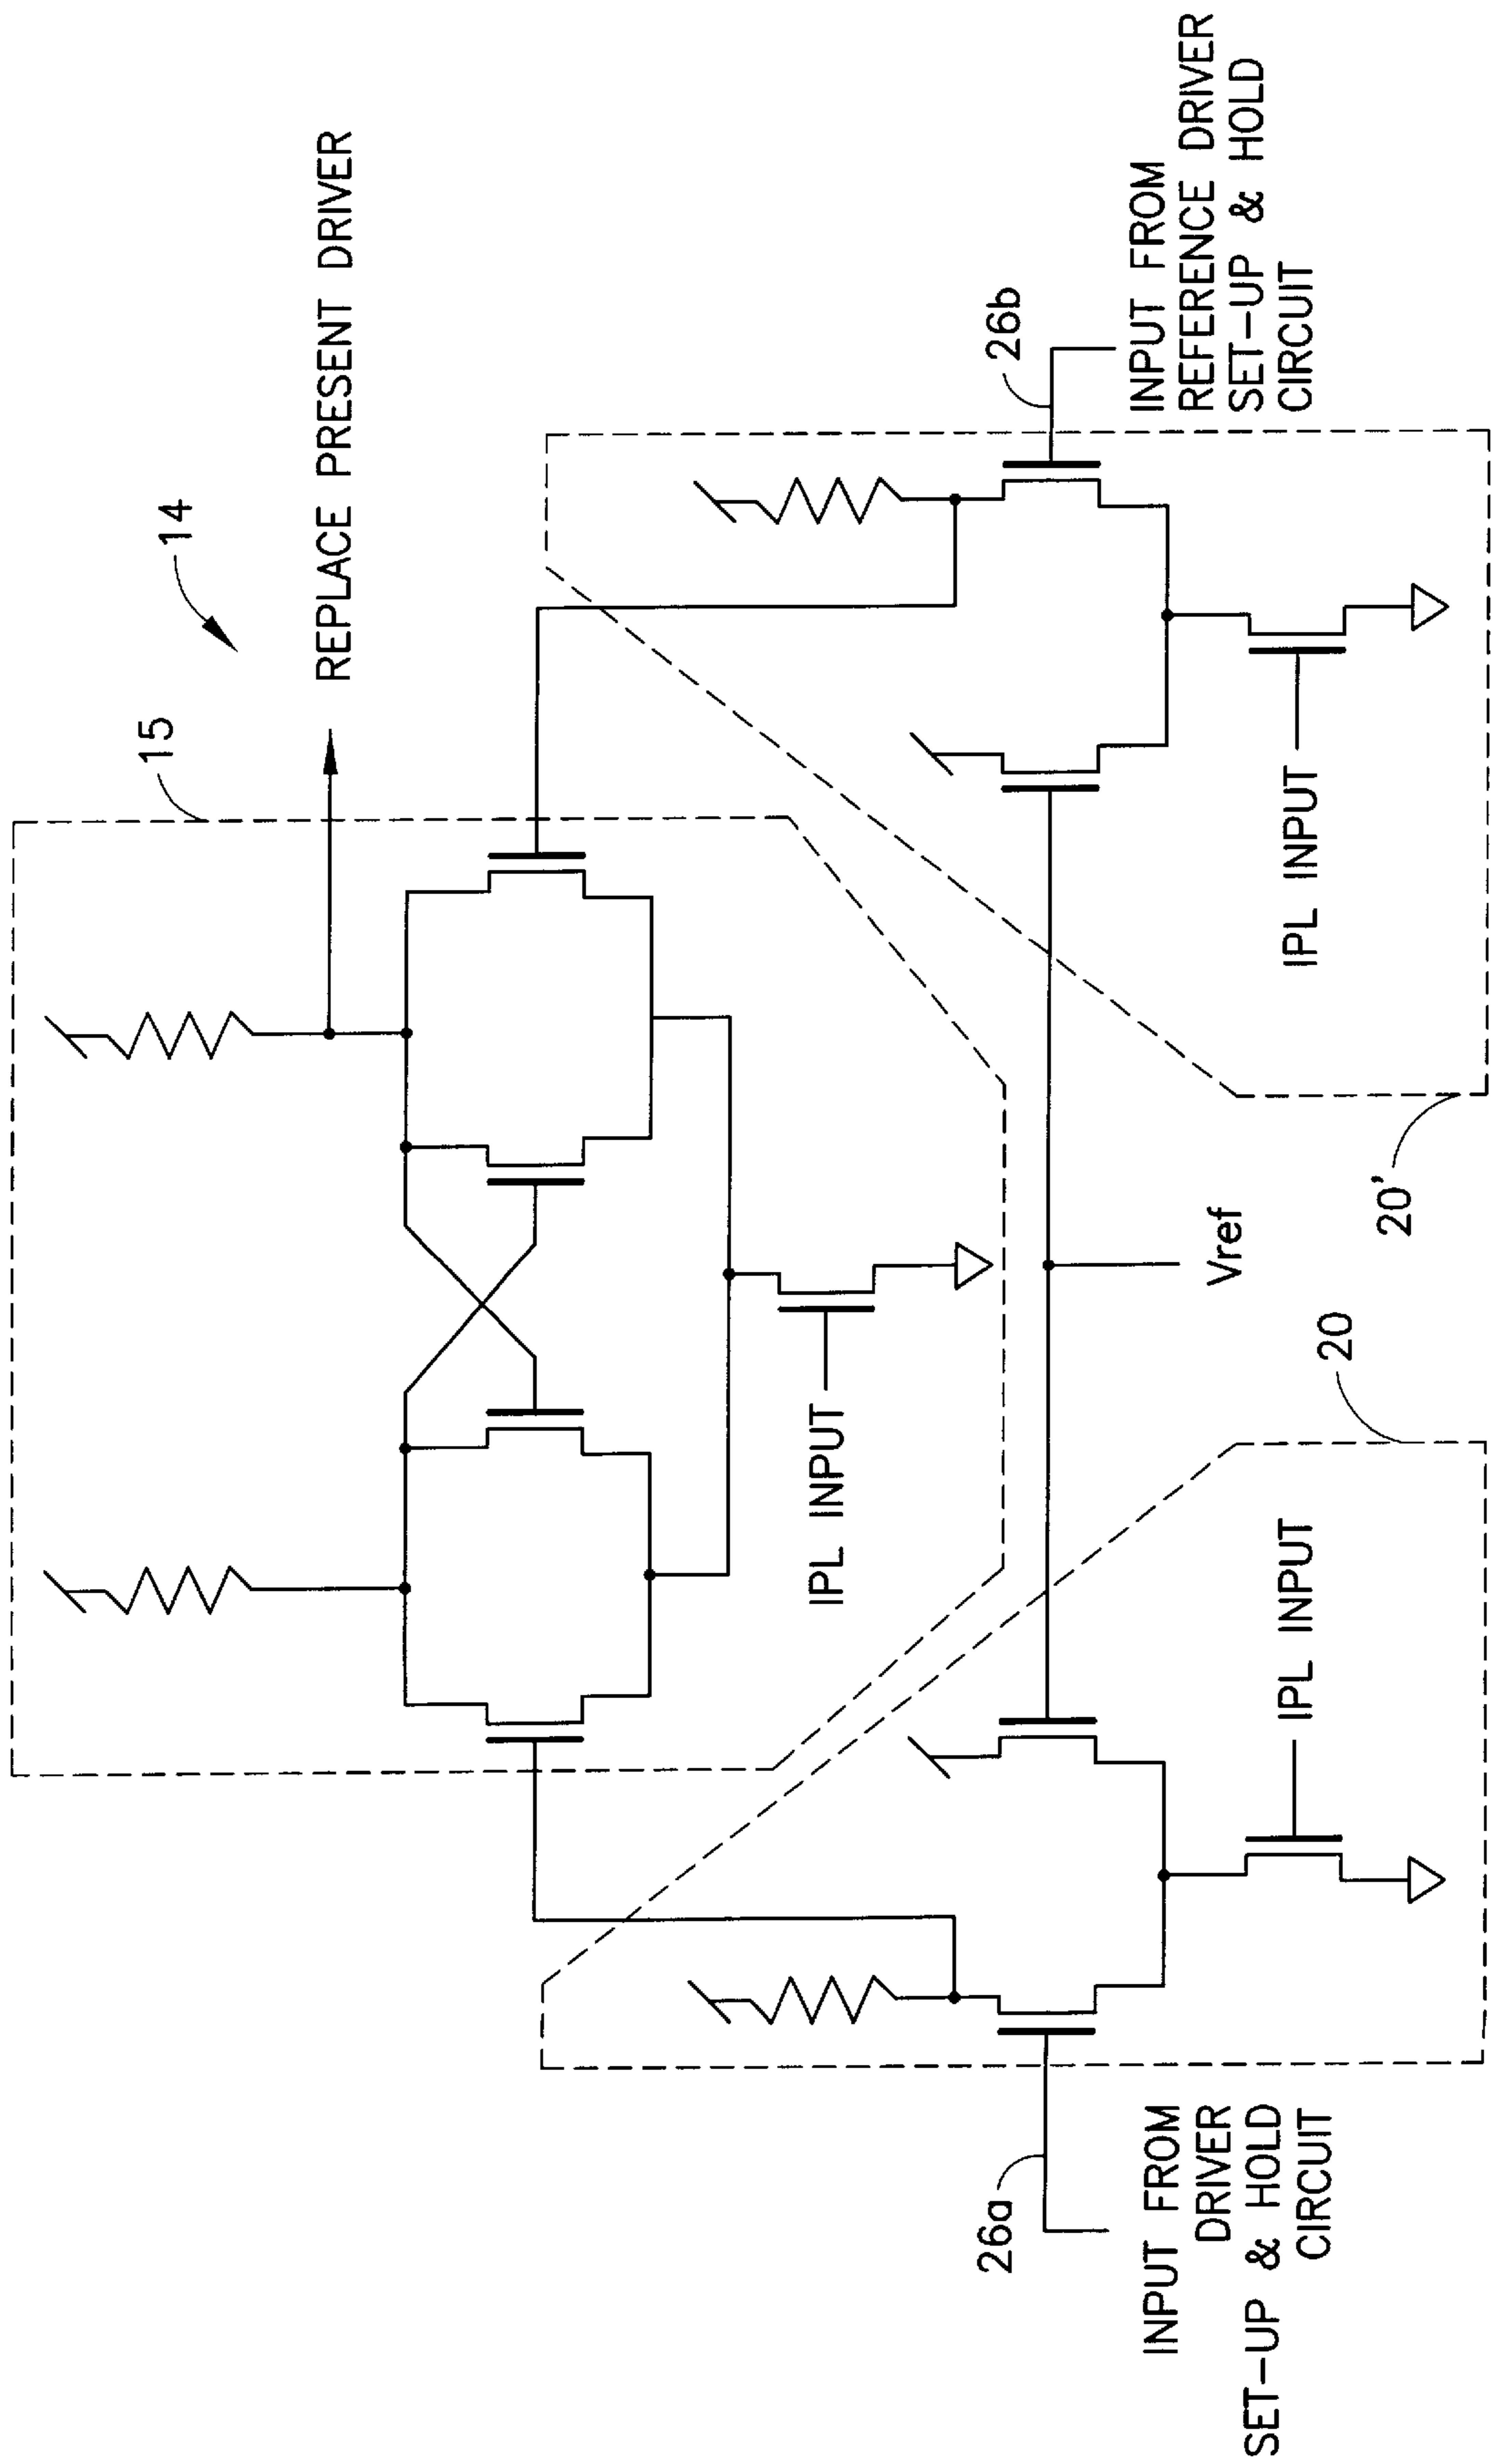 14
REPLACE PRESENT DRIVER
15
IPL INPUT
26a
INPUT FROM
DRIVER
SET-UP & HOLD
CIRCUIT
20
IPL INPUT
Vref
20'
IPL INPUT
26b
INPUT FROM
REFERENCE DRIVER
SET-UP & HOLD
CIRCUIT